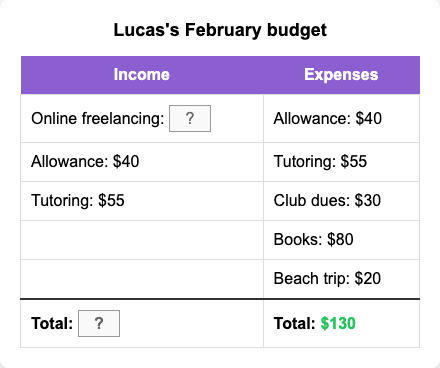 Lucas's February budget
Income Expenses
Online freelancing: ? Allowance: $40
Allowance: $40 Tutoring: $55
Tutoring: $55 Club dues: $30
Books: $80
Beach trip: $20
Total: ? Total: $130